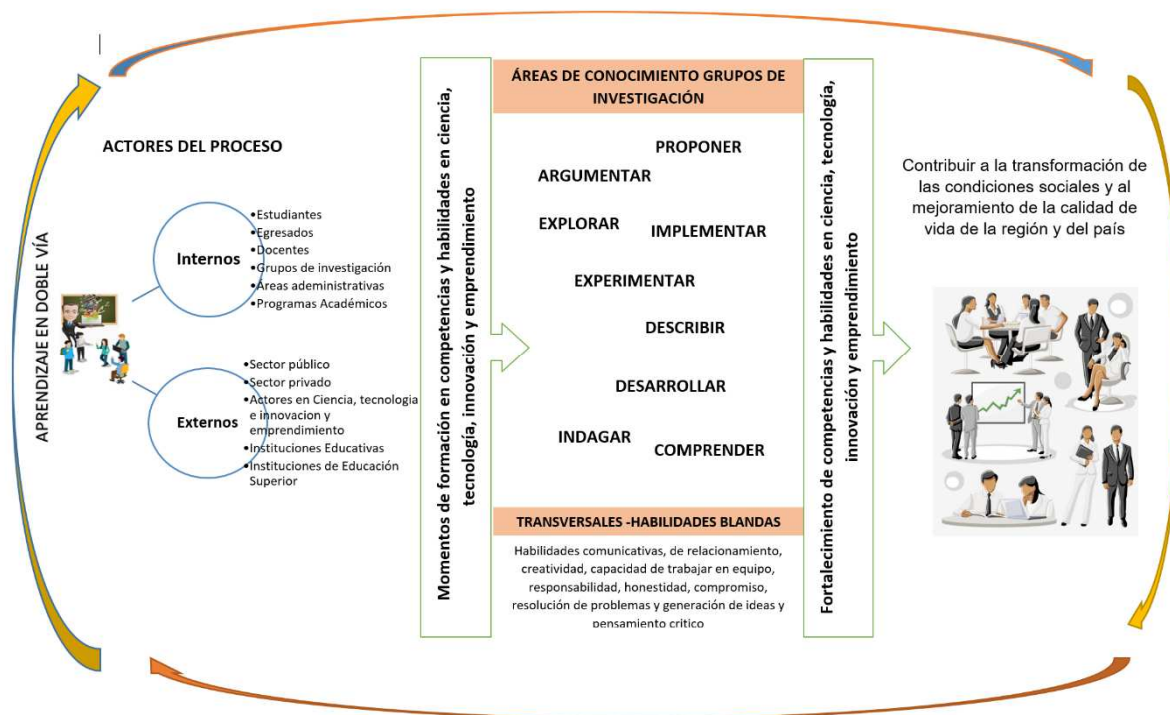 APRENDIZAJE EN DOBLE VÍA
ACTORES DEL PROCESO
Internos
•Estudiantes
•Egresados
•Docentes
•Grupos de investigación
•Áreas adeministrativas
•Programas Académicos
Externos
•Sector público
•Sector privado
•Actores en Ciencia, tecnologia
e innovacion y
emprendimiento
•Instituciones Educativas
•Instituciones de Educación
Superior
Momentos de formación en competencias y habilidades en ciencia,
tecnología, innovación y emprendimiento
ÁREAS DE CONOCIMIENTO GRUPOS DE
INVESTIGACIÓN
PROPONER
ARGUMENTAR
EXPLORAR
IMPLEMENTAR
EXPERIMENTAR
DESCRIBIR
DESARROLLAR
INDAGAR
COMPRENDER
TRANSVERSALES -HABILIDADES BLANDAS
Habilidades comunicativas, de relacionamiento,
creatividad, capacidad de trabajar en equipo,
responsabilidad, honestidad, compromiso,
resolución de problemas y generación de ideas y
pensamiento critico
Fortalecimiento de competencias y habilidades en ciencia, tecnología,
innovación y emprendimiento
Contribuir a la transformación de
las condiciones sociales y al
mejoramiento de la calidad de
vida de la región y del país